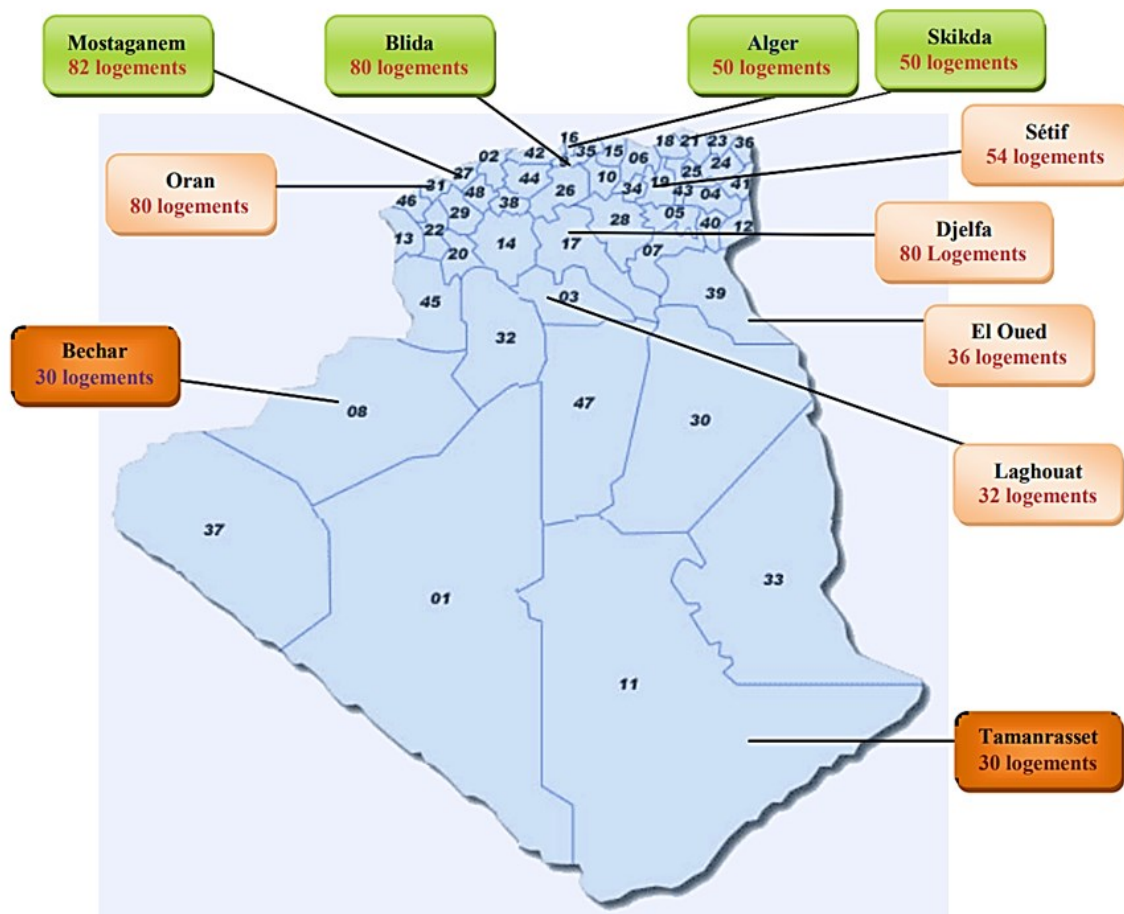 Mostaganem
82 logements
Blida
80 logements
Alger
50 logements
Skikda
50 logements
Sétif
54 logements
Oran
80 logements
Djelfa
80 Logements
El Oued
36 logements
Bechar
30 logements
Laghouat
32 logements
Tamanrasset
30 logements
16
02 42 35 15 18 21 23 36
27 44 10 06 25 24
31 48 26 34 19 43 04 41
46 29 38 28 05 40 12
13 22 20 14 17 07
45 03 39
32
08 47 30
37
01 33
11